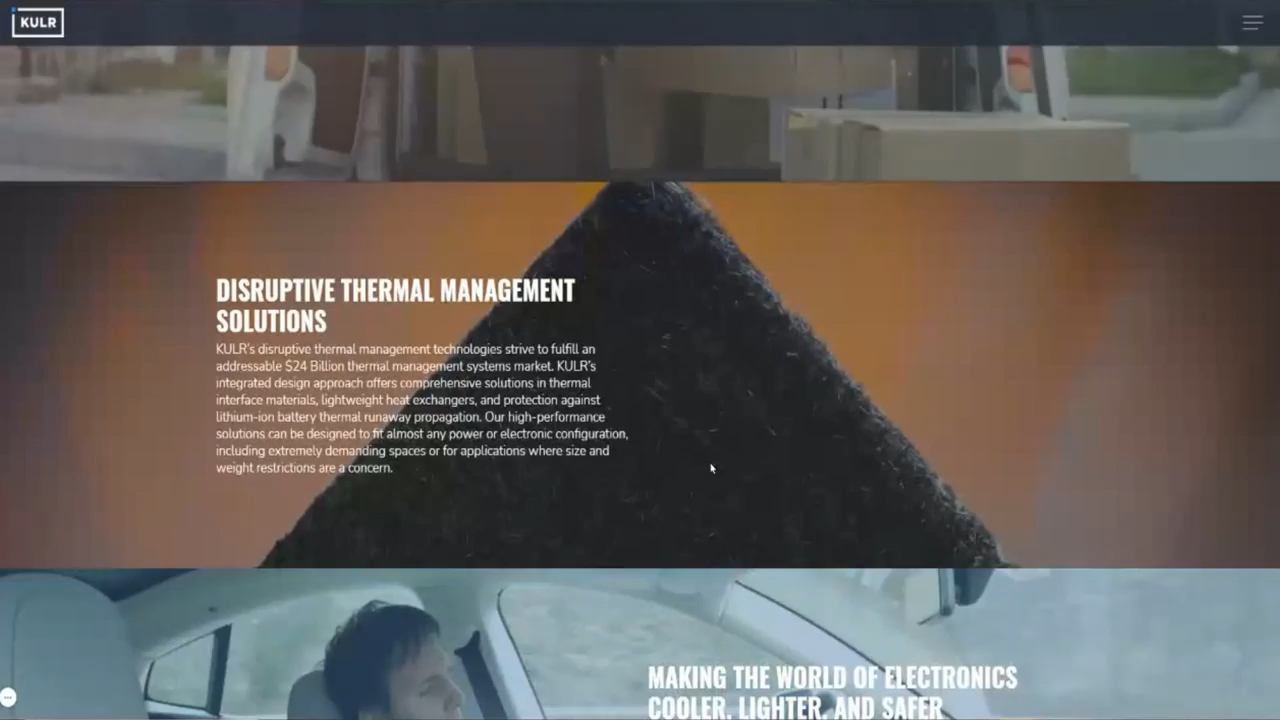 KULR
DISRUPTIVE THERMAL MANAGEMENT
SOLUTIONS
KULR's disruptive thermal management technologies strive to fulfill an
addressable $24 Billion thermal management systems market. KULR's
integrated design approach offers comprehensive solutions in thermal
interface materials, lightweight heat exchangers, and protection against
lithium-ion battery thermal runaway propagation. Our high-performance
solutions can be designed to fit almost any power or electronic configuration,
including extremely demanding spaces or for applications where size and
weight restrictions are a concern.
MAKING THE WORLD OF ELECTRONICS
COOLER, LIGHTER, AND SAFER